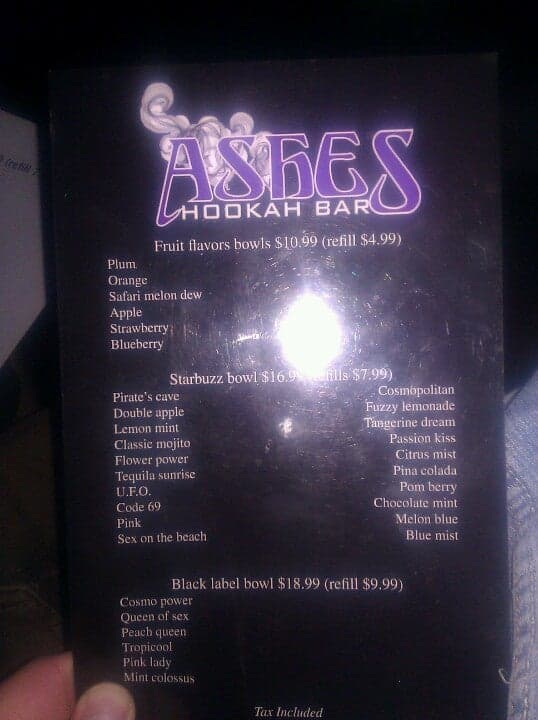 ASHES
HOOKAH BAR
Fruit flavors bowls $10.99 (refill $4.99)
Plum
Orange
Safari melon dew
Apple
Strawberry
Blueberry
Starbuzz bowl $7.99)
Pirate's cave
Double apple
Lemon mint
Classic mojito
Flower power
Tequila sunrise
U.F.O.
Code 69
Pink
Sex on the beach
Cosmopolitan
Fuzzy lemonade
Tangerine dream
Passion kiss
Citrus mist
Pina colada
Pom berry
Chocolate mint
Melon blue
Blue mist
Black label bowl $18.99 (refill $9.99)
Cosmo power
Queen of sex
Peach queen
Tropicool
Pink lady
Mint colossus
Tax Included